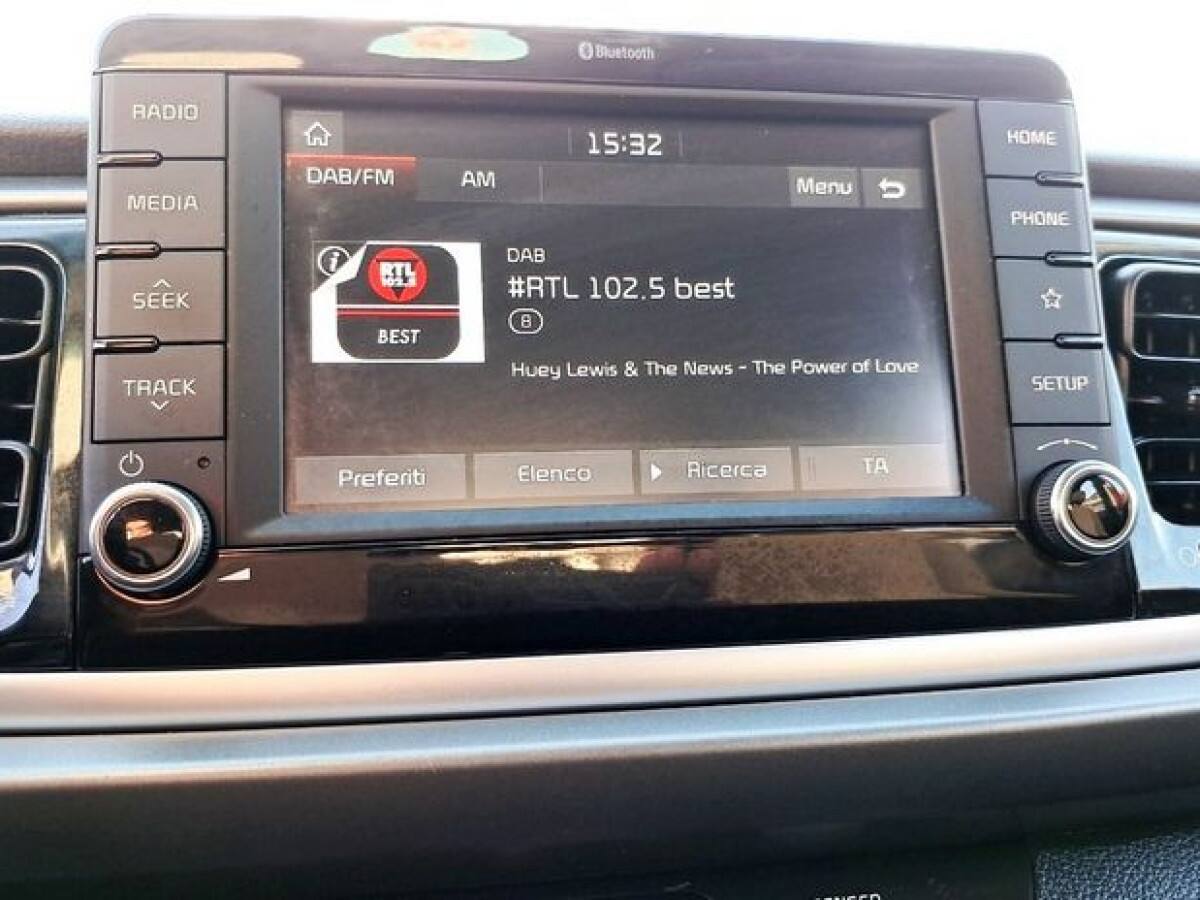 Bluetooth
RADIO
MEDIA
SEEK
TRACK
15:32
DAB/FM
AM
Menu
i
RTL
102.5
BEST
DAB
#RTL 102.5 best
8
Huey Lewis & The News - The Power of Love
Preferiti
Elenco
Ricerca
TA
HOME
PHONE
SETUP